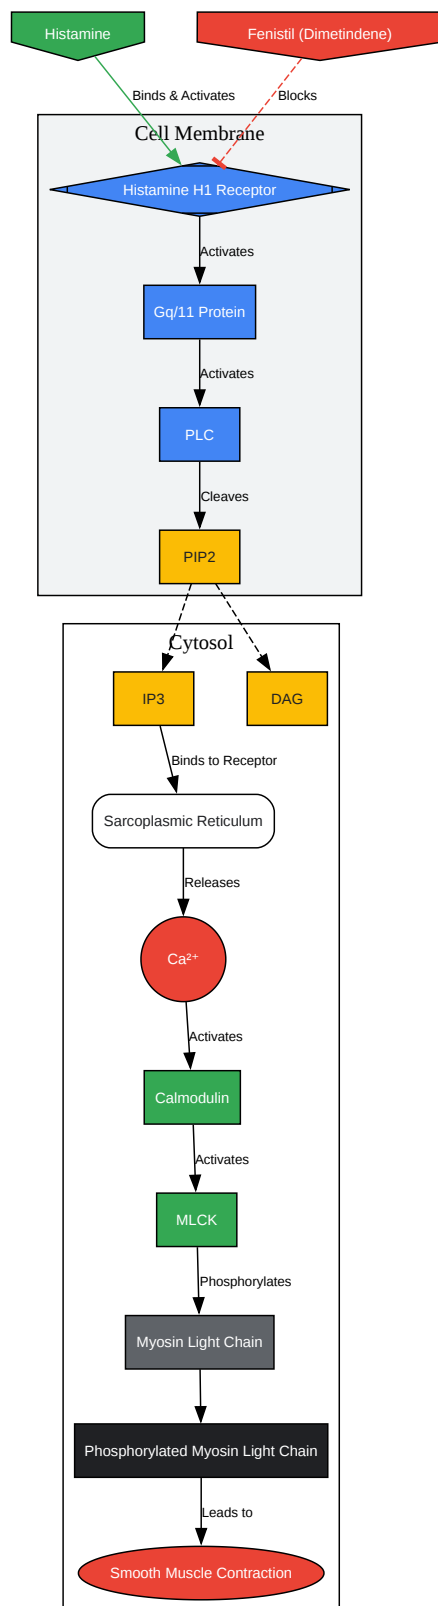 Histamine
Fenistil (Dimetindene)
Binds & Activates
Blocks
Cell Membrane
Histamine H1 Receptor
Activates
Gq/11 Protein
Activates
PLC
Cleaves
PIP2
Cytosol
IP3
DAG
Binds to Receptor
Sarcoplasmic Reticulum
Releases
Ca²⁺
Activates
Calmodulin
Activates
MLCK
Phosphorylates
Myosin Light Chain
Phosphorylated Myosin Light Chain
Leads to
Smooth Muscle Contraction